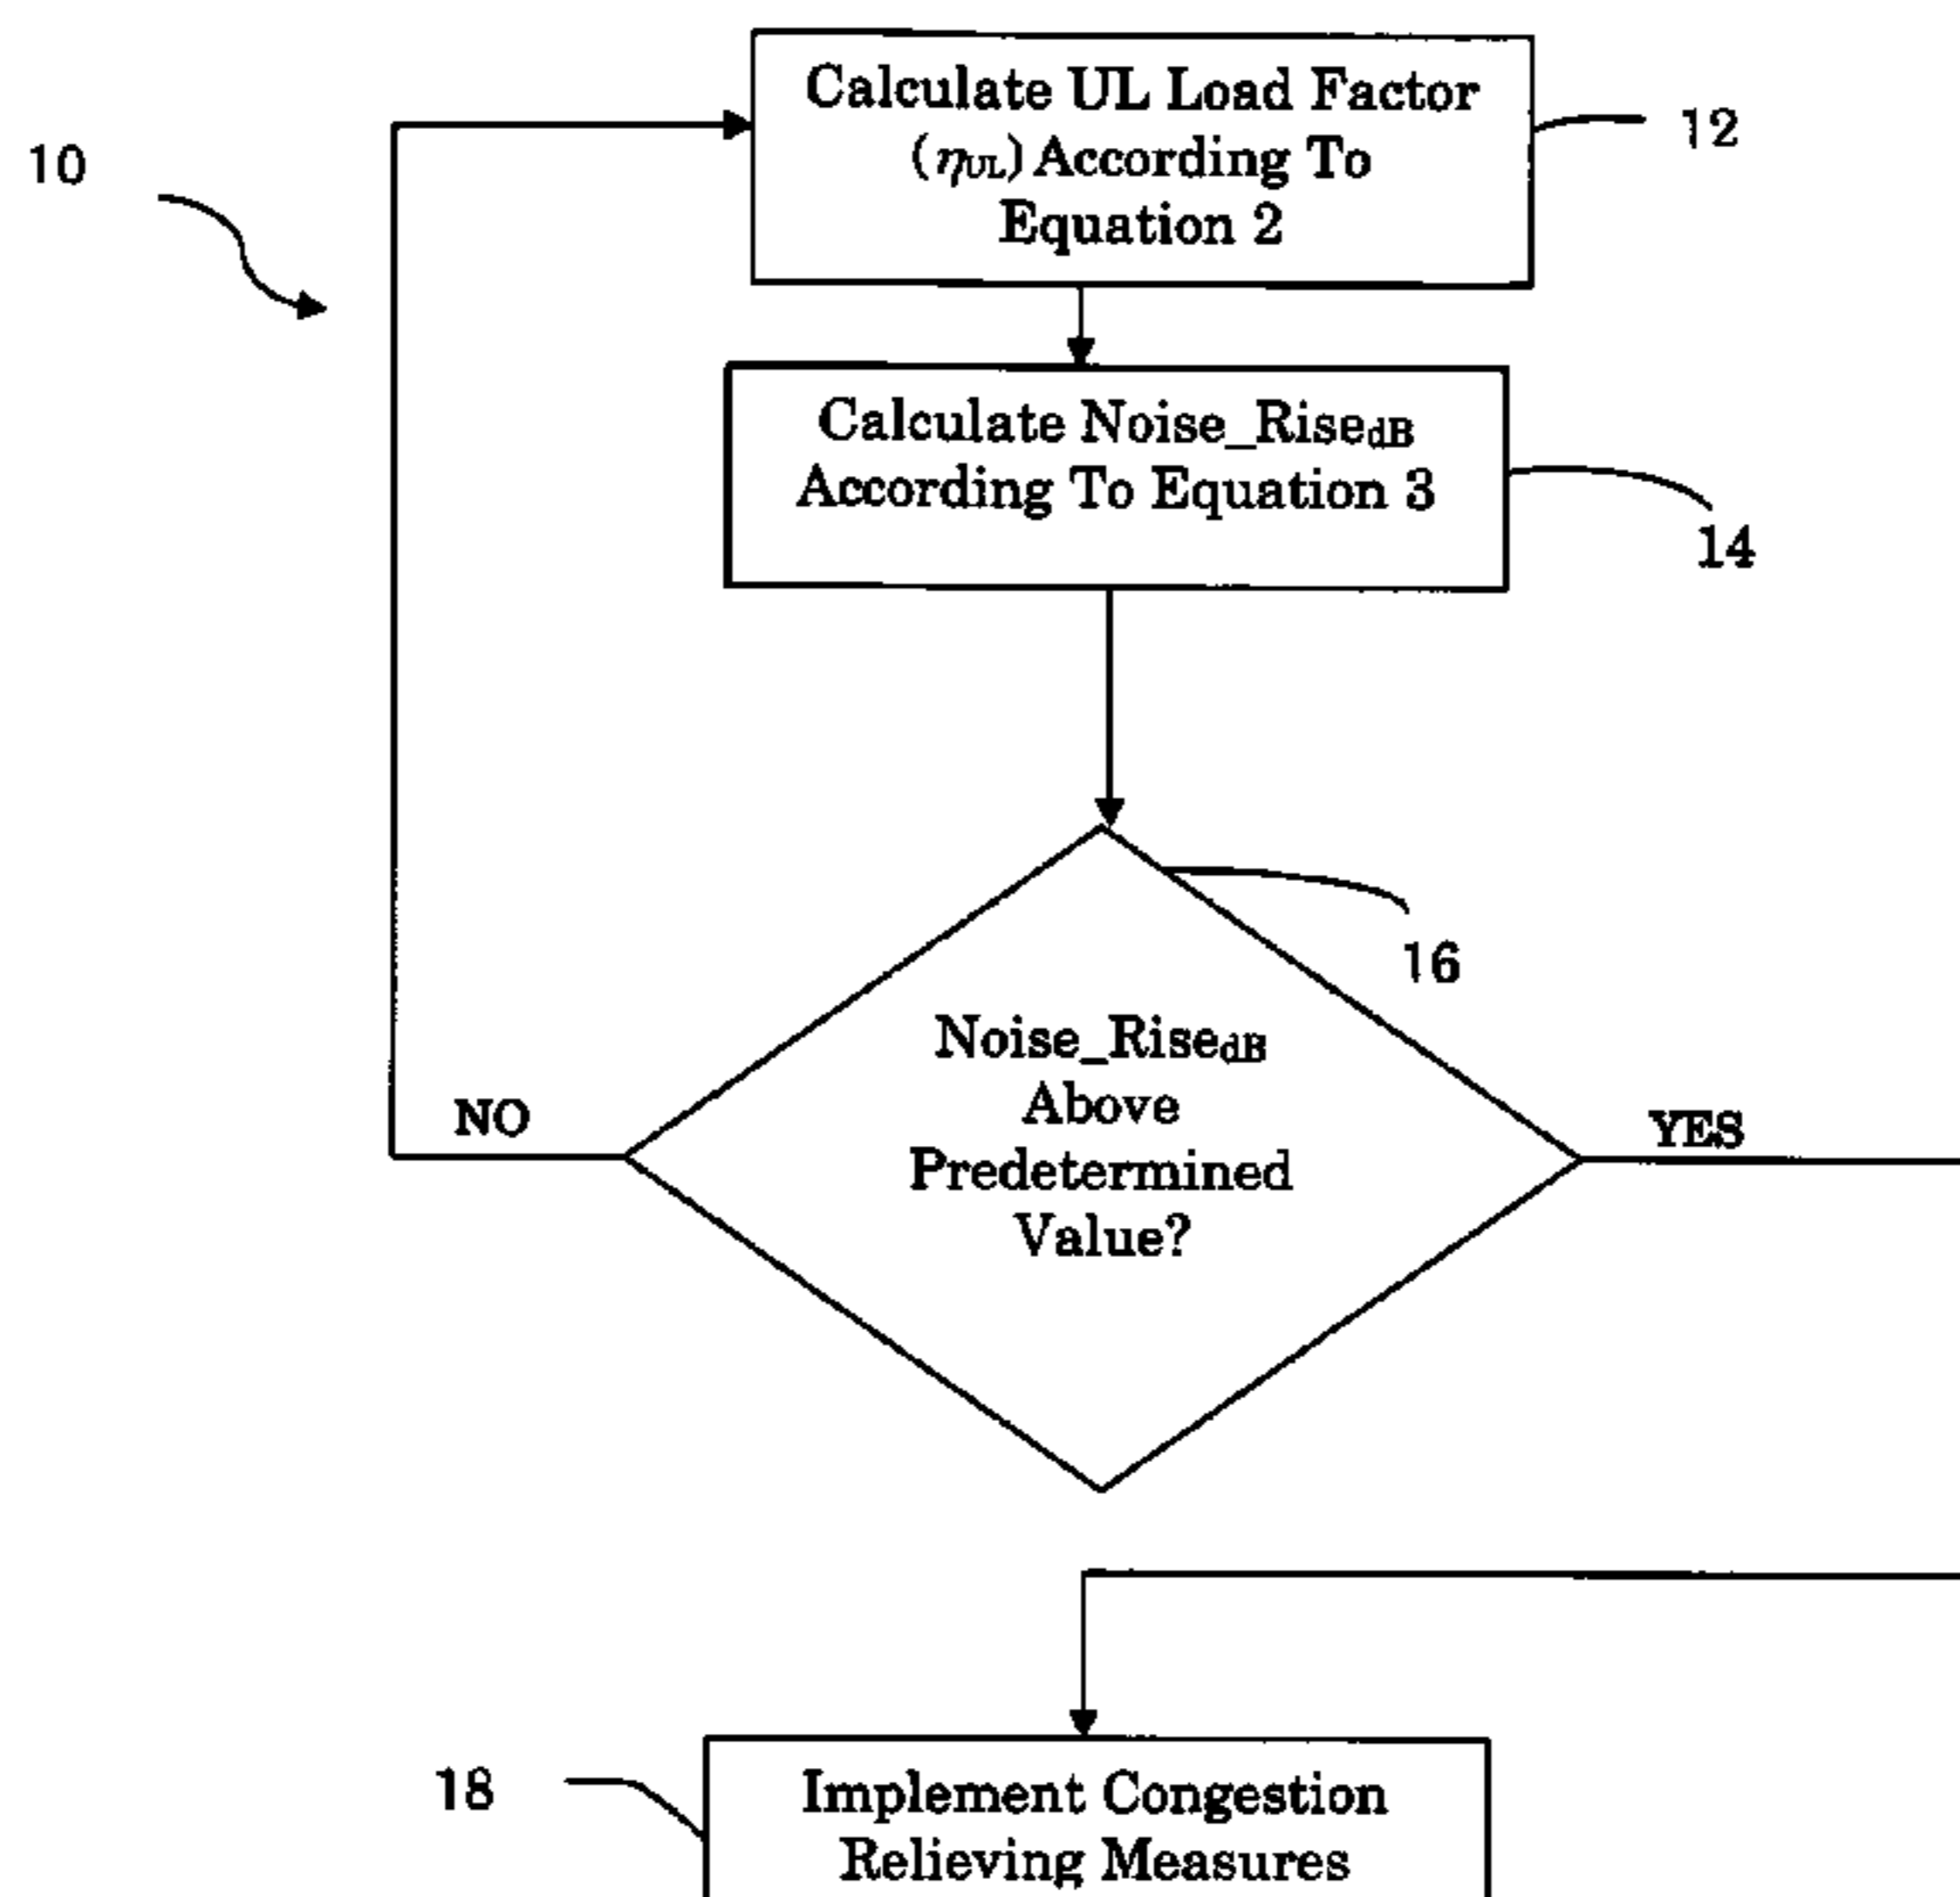 10
Calculate UL Load Factor
(ηUL) According To
Equation 2
12
Calculate Noise_RisedB
According To Equation 3
14
16
Noise_RisedB
Above
Predetermined
Value?
NO
YES
18
Implement Congestion
Relieving Measures